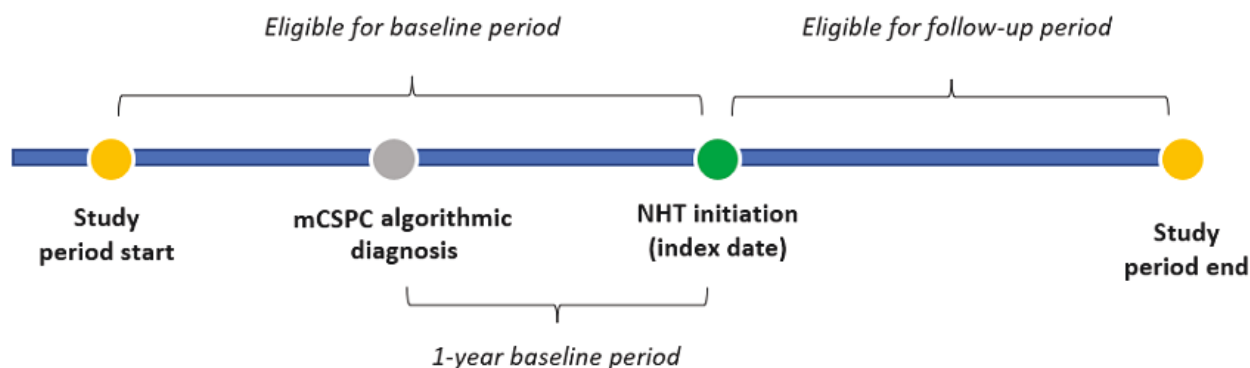 Eligible for baseline period
Eligible for follow-up period
Study
period start
mCSPC algorithmic
diagnosis
NHT initiation
(index date)
Study
period end
1-year baseline period